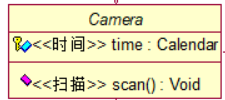 Camera
<<时间>> time : Calendar
<<扫描>> scan() : Void